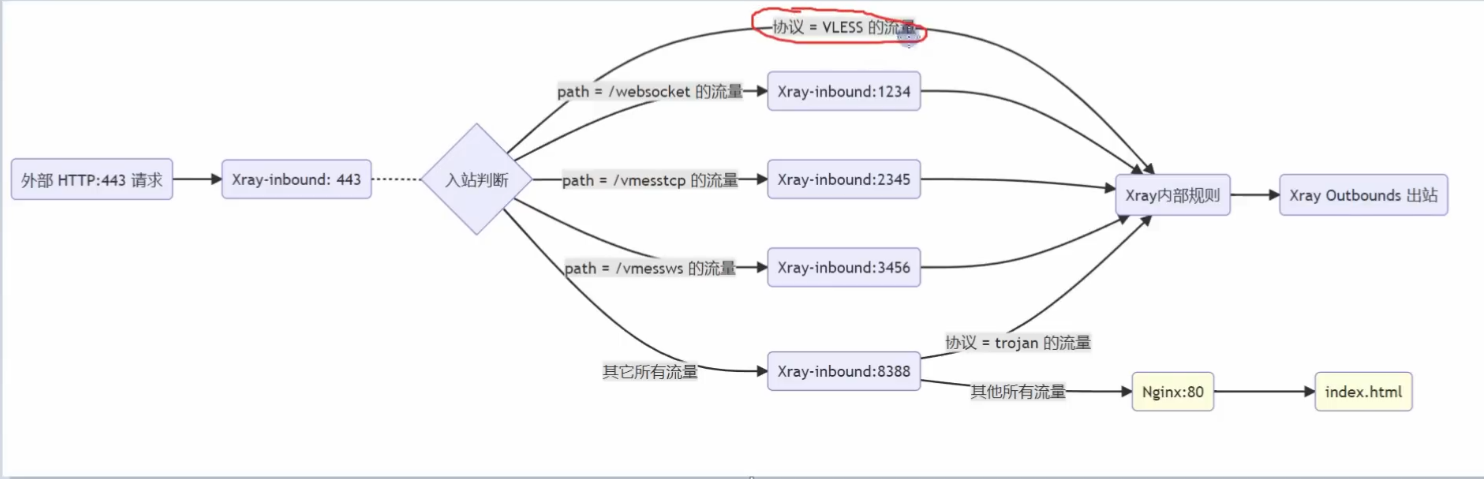 协议 = VLESS 的流量
path = /websocket 的流量
Xray-inbound:1234
外部 HTTP:443 请求
Xray-inbound: 443
入站判断
path = /vmesstcp 的流量
Xray-inbound:2345
Xray内部规则
Xray Outbounds 出站
path = /vmessws 的流量
Xray-inbound:3456
协议 = trojan 的流量
其它所有流量
Xray-inbound:8388
其他所有流量
Nginx:80
index.html